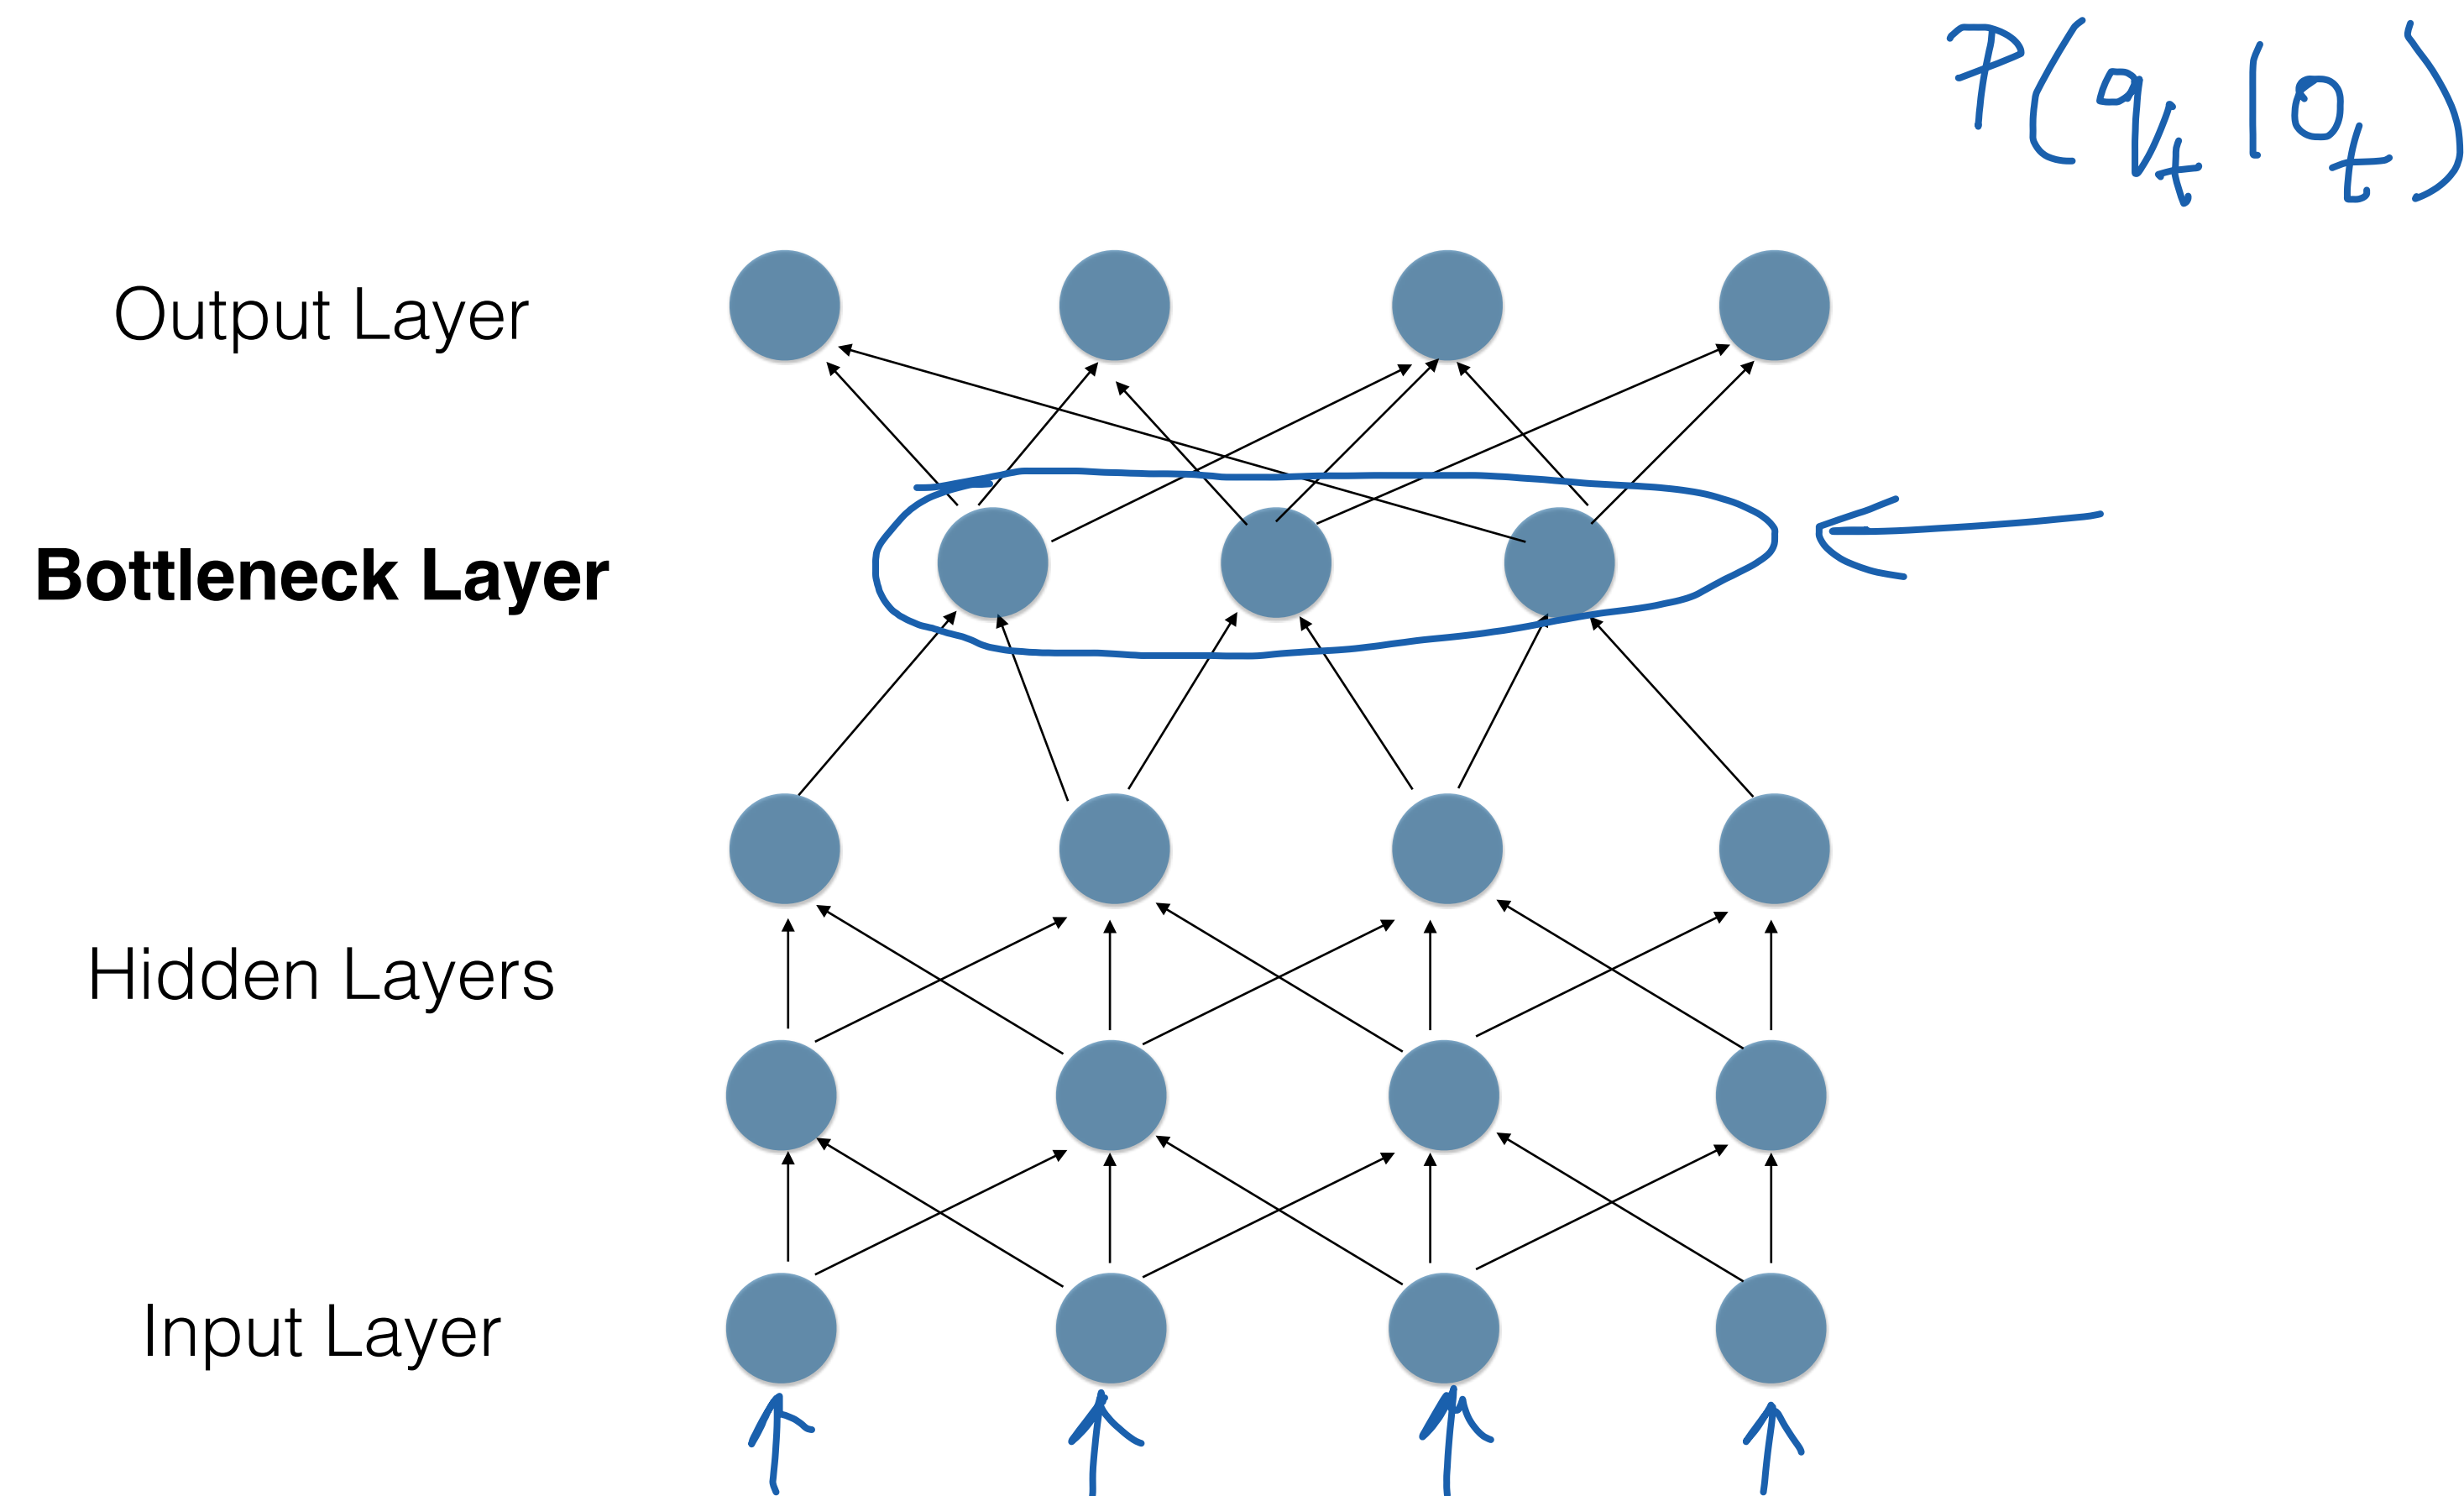 P(q_t | o_t)
Output Layer
Bottleneck Layer
Hidden Layers
Input Layer